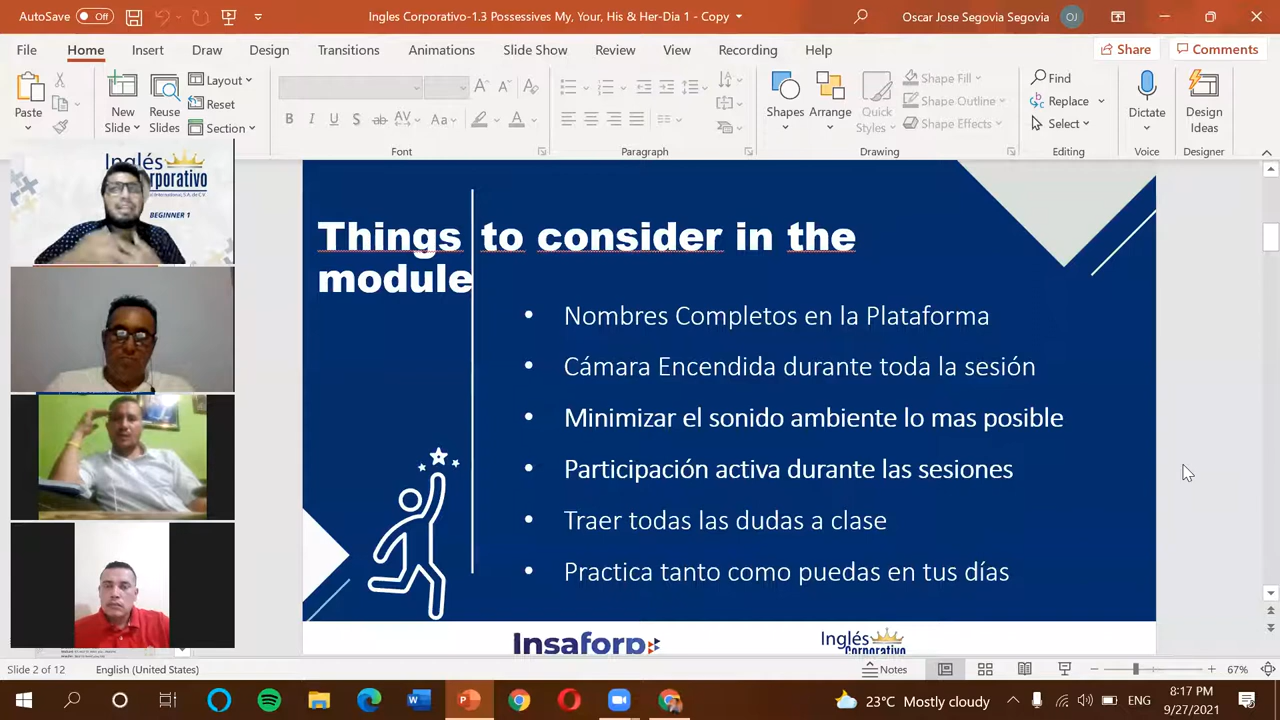 AutoSave Off
Ingles Corporativo-1.3 Possessives My, Your, His & Her-Dia 1 - Copy
Oscar Jose Segovia Segovia OJ
File Home Insert Draw Design Transitions Animations Slide Show Review View Recording Help Share Comments
Paste
New Slide
Reuse Slides
Layout
Reset
Section
B I U S ab AV Aa A
Shapes
Arrange
Quick Styles
Shape Fill
Shape Outline
Shape Effects
Find
Replace
Select
Dictate
Design Ideas
Font Paragraph Drawing Editing Voice Designer
Inglés
BEGINNER 1
Things to consider in the
module
• Nombres Completos en la Plataforma
• Cámara Encendida durante toda la sesión
• Minimizar el sonido ambiente lo mas posible
• Participación activa durante las sesiones
• Traer todas las dudas a clase
• Practica tanto como puedas en tus días
Insaforp
Inglés
Corporativo
Slide 2 of 12 English (United States) Notes 67%
23°C Mostly cloudy ENG 8:17 PM
9/27/2021